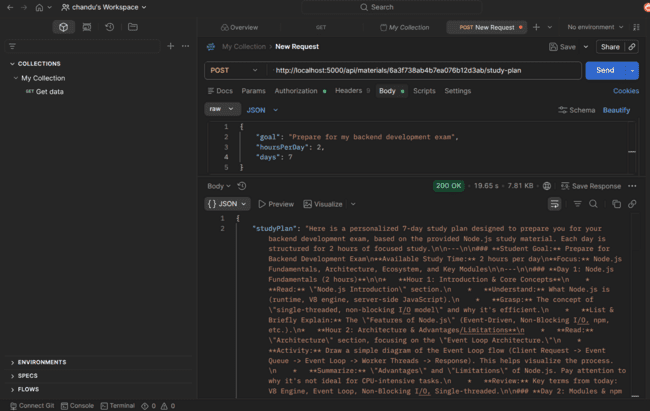 chandu's Workspace
Search
Overview
GET
My Collection
POST New Request
No environment
My Collection
New Request
Save
Share
COLLECTIONS
My Collection
GET Get data
POST
http://localhost:5000/api/materials/6a3f738ab4b7ea076b12d3ab/study-plan
Send
Docs
Params
Authorization
Headers 5
Body
Scripts
Settings
Cookies
raw
JSON
Schema
Beautify
1 {
2 "goal": "Prepare for my backend development exam",
3 "hoursPerDay": 2,
4 "days": 7
5 }
Body
200 OK
19.65 s
7.81 KB
Save Response
{} JSON
Preview
Visualize
1 {
2 "studyPlan": "Here is a personalized 7-day study plan designed to prepare you for your
backend development exam, based on the provided Node.js study material. Each day is
structured for 2 hours of focused study.\n\n---\n\n### **Student Goal:** Prepare for
Backend Development Exam\n**Available Study Time:** 2 hours per day\n**Focus:** Node.js
Fundamentals, Architecture, Ecosystem, and Key Modules\n\n---\n\n### **Day 1: Node.js
Fundamentals (2 hours)**\n\n* **Hour 1: Introduction & Core Concepts**\n *
**Read:** \"Node.js Introduction\" section.\n * **Understand:** What Node.js is
(runtime, V8 engine, server-side JavaScript).\n * **Grasp:** The concept of
\"single-threaded, non-blocking I/O model\" and why it's efficient.\n * **List &
Briefly Explain:** The \"Features of Node.js\" (Event-Driven, Non-Blocking I/O, npm,
etc.).\n* **Hour 2: Architecture & Advantages/Limitations**\n * **Read:**
\"Architecture\" section, focusing on the \"Event Loop Architecture.\"\n *
**Activity:** Draw a simple diagram of the Event Loop flow (Client Request -> Event
Queue -> Event Loop -> Worker Threads -> Response). This helps visualize the process.
\n * **Summarize:** \"Advantages\" and \"Limitations\" of Node.js. Pay attention to
why it's not ideal for CPU-intensive tasks.\n * **Review:** Key terms from today:
V8 Engine, Event Loop, Non-Blocking I/O, Single-threaded.\n\n### **Day 2: Modules & npm
ENVIRONMENTS
SPECS
FLOWS
Connect Git
Console
Terminal
0
0